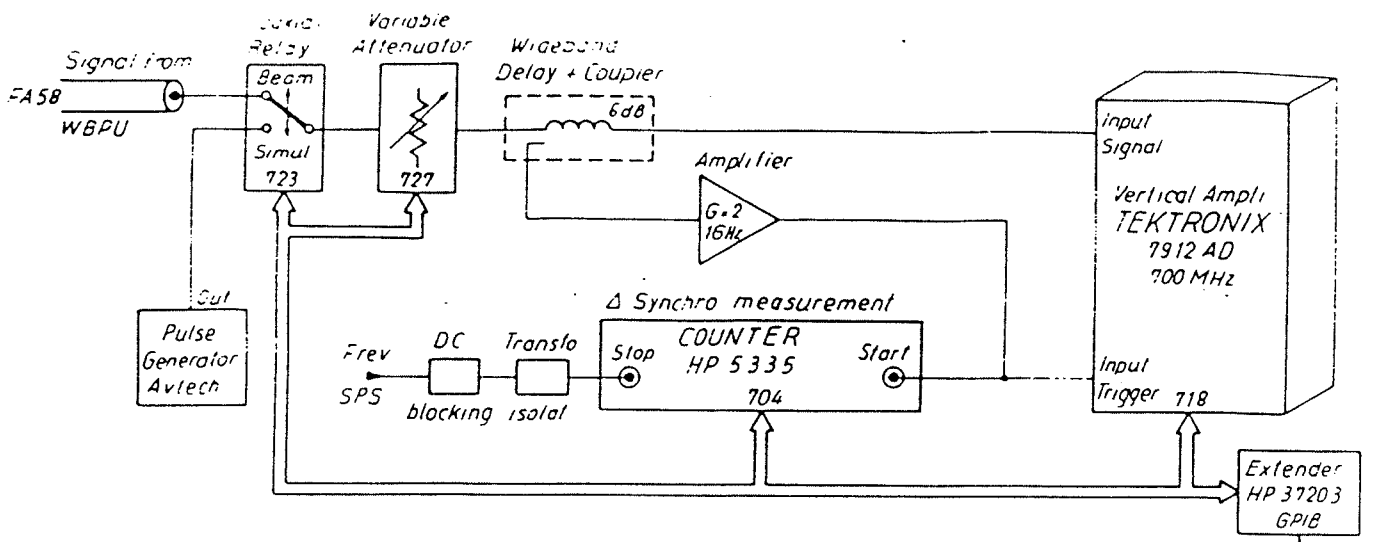 Relay
Variable
Attenuator
Wideband
Delay + Coupler
Signal from
FA58
WBPU
Beam
Simul
723
727
6dB
Amplifier
G=2
1GHz
Input
Signal
Vertical Ampli
TEKTRONIX
7912 AD
700 MHz
Out
Pulse
Generator
Avtech
Δ Synchro measurement
COUNTER
HP 5335
704
Stop
Start
Frev
SPS
DC
blocking
Transfo
isolat
Input
Trigger
718
Extender
HP 37203
GPIB